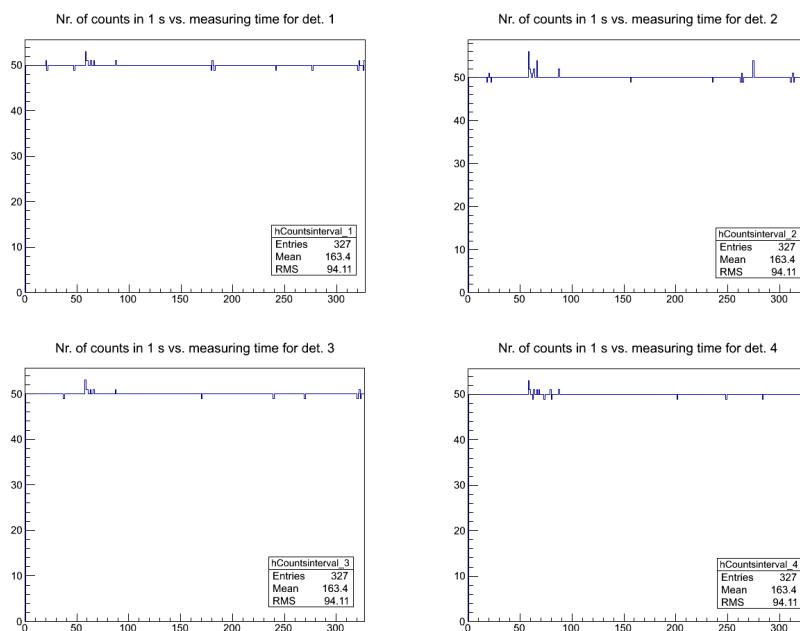 Nr. of counts in 1 s vs. measuring time for det. 1
50
40
30
20
10
0
0 50 100 150 200 250 300
hCountsinterval_1
Entries 327
Mean 163.4
RMS 94.11
Nr. of counts in 1 s vs. measuring time for det. 2
50
40
30
20
10
0
0 50 100 150 200 250 300
hCountsinterval_2
Entries 327
Mean 163.4
RMS 94.11
Nr. of counts in 1 s vs. measuring time for det. 3
50
40
30
20
10
0
0 50 100 150 200 250 300
hCountsinterval_3
Entries 327
Mean 163.4
RMS 94.11
Nr. of counts in 1 s vs. measuring time for det. 4
50
40
30
20
10
0
0 50 100 150 200 250 300
hCountsinterval_4
Entries 327
Mean 163.4
RMS 94.11